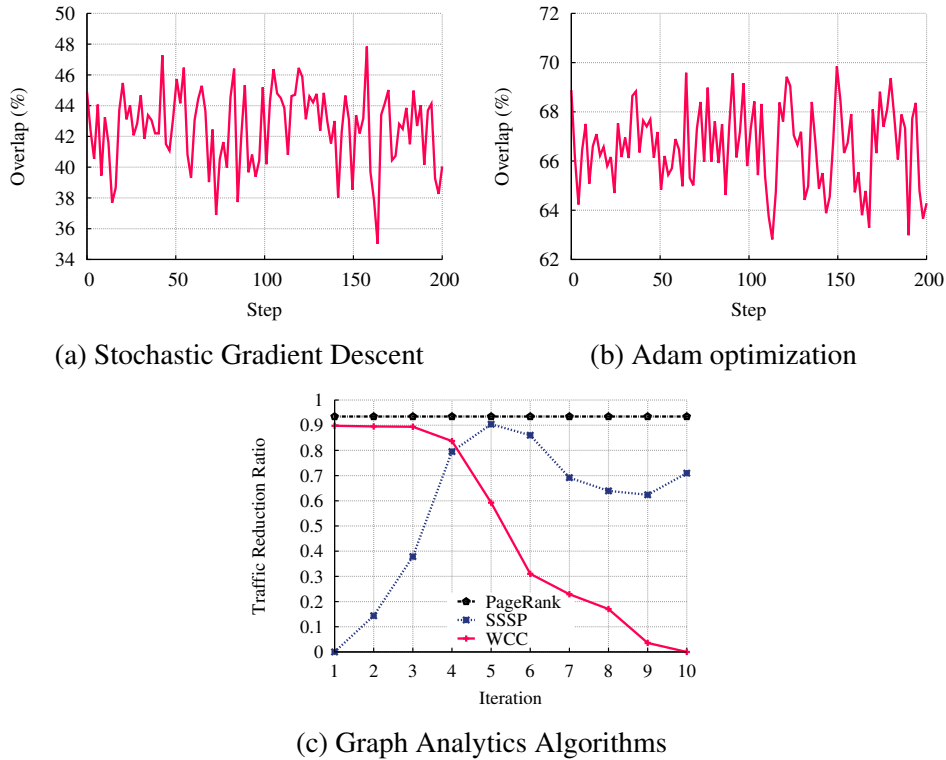 50
48
46
44
42
40
38
36
34
Overlap (%)
0 50 100 150 200
Step
(a) Stochastic Gradient Descent
72
70
68
66
64
62
Overlap (%)
0 50 100 150 200
Step
(b) Adam optimization
1
0.9
0.8
0.7
0.6
0.5
0.4
0.3
0.2
0.1
0
Traffic Reduction Ratio
PageRank
SSSP
WCC
1 2 3 4 5 6 7 8 9 10
Iteration
(c) Graph Analytics Algorithms